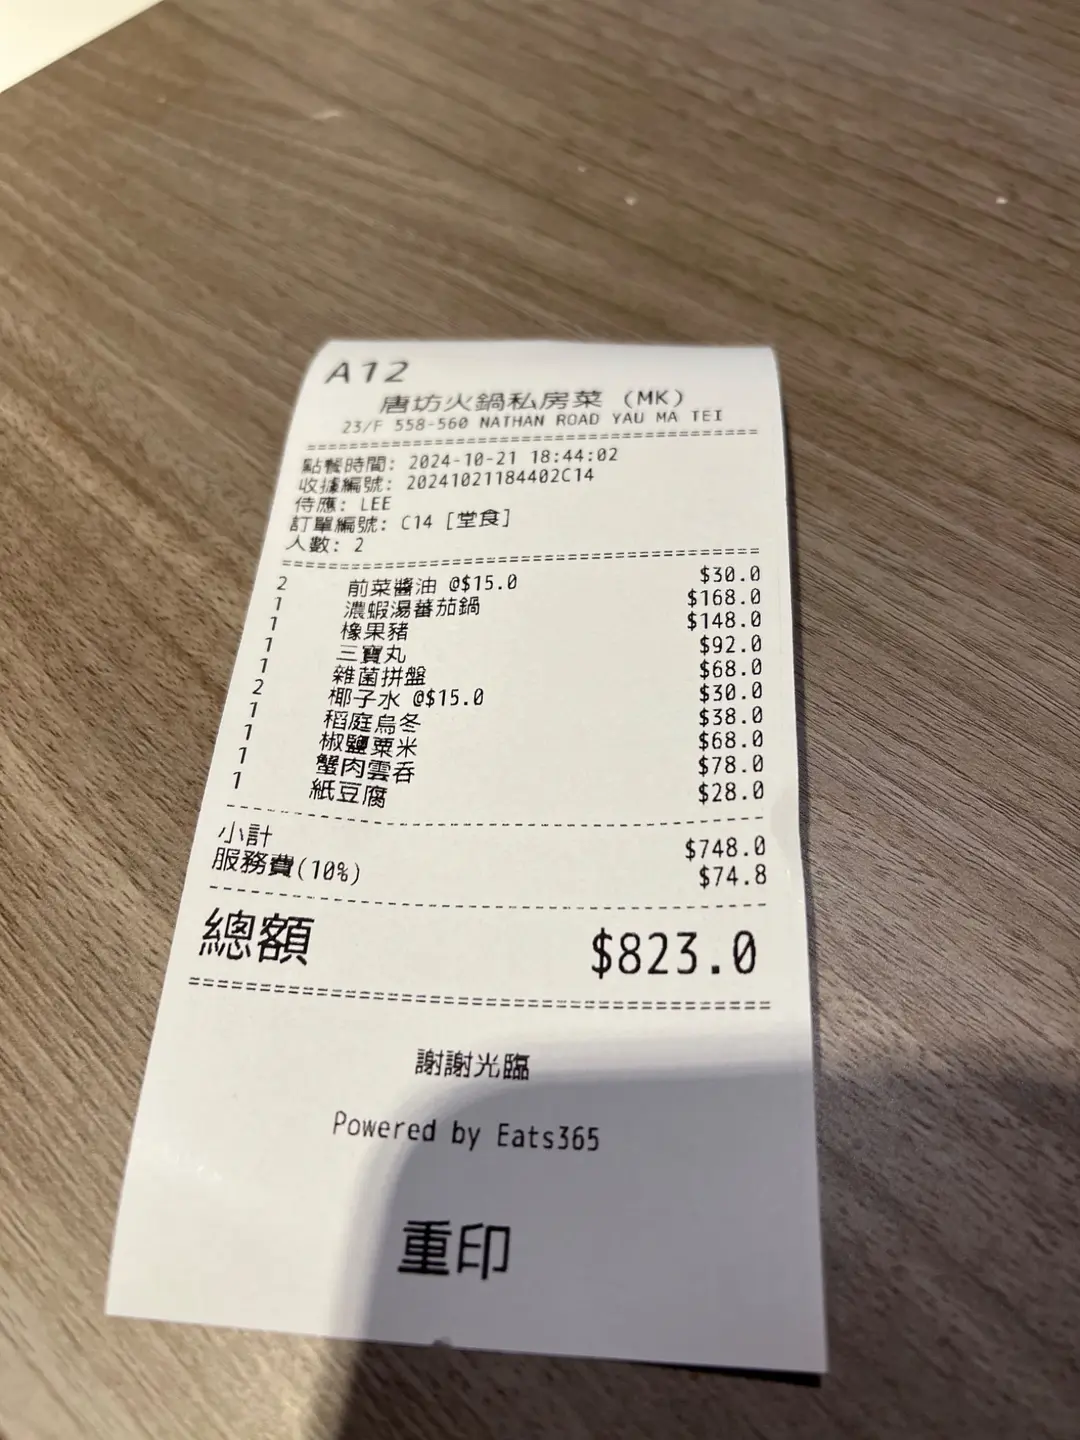 A12
唐坊火鍋私房菜 (MK)
23/F 558-560 NATHAN ROAD YAU MA TEI
點餐時間: 2024-10-21 18:44:02
收據編號: 20241021184402C14
侍應: LEE
訂單編號: C14 [堂食]
人數: 2
2 前菜醬油 @$15.0 $30.0
1 濃蝦湯蕃茄鍋 $168.0
1 橡果豬 $148.0
1 三寶丸 $92.0
1 雜菌拼盤 $68.0
2 椰子水 @$15.0 $30.0
1 稻庭烏冬 $38.0
1 椒鹽粟米 $68.0
1 蟹肉雲吞 $78.0
1 紙豆腐 $28.0
小計 $748.0
服務費(10%) $74.8
總額 $823.0
謝謝光臨
Powered by Eats365
重印